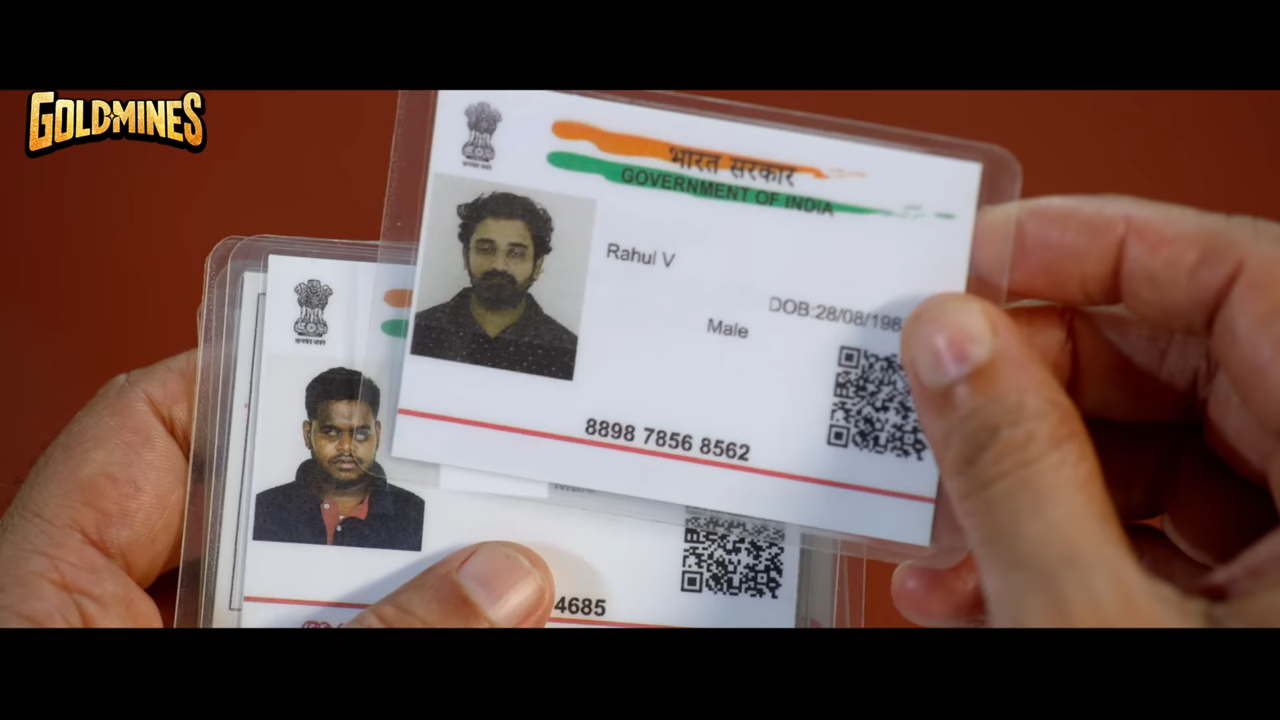 GOLDMINES
भारत सरकार
GOVERNMENT OF INDIA
Rahul V
DOB:28/08/198
Male
8898 7856 8562
4685